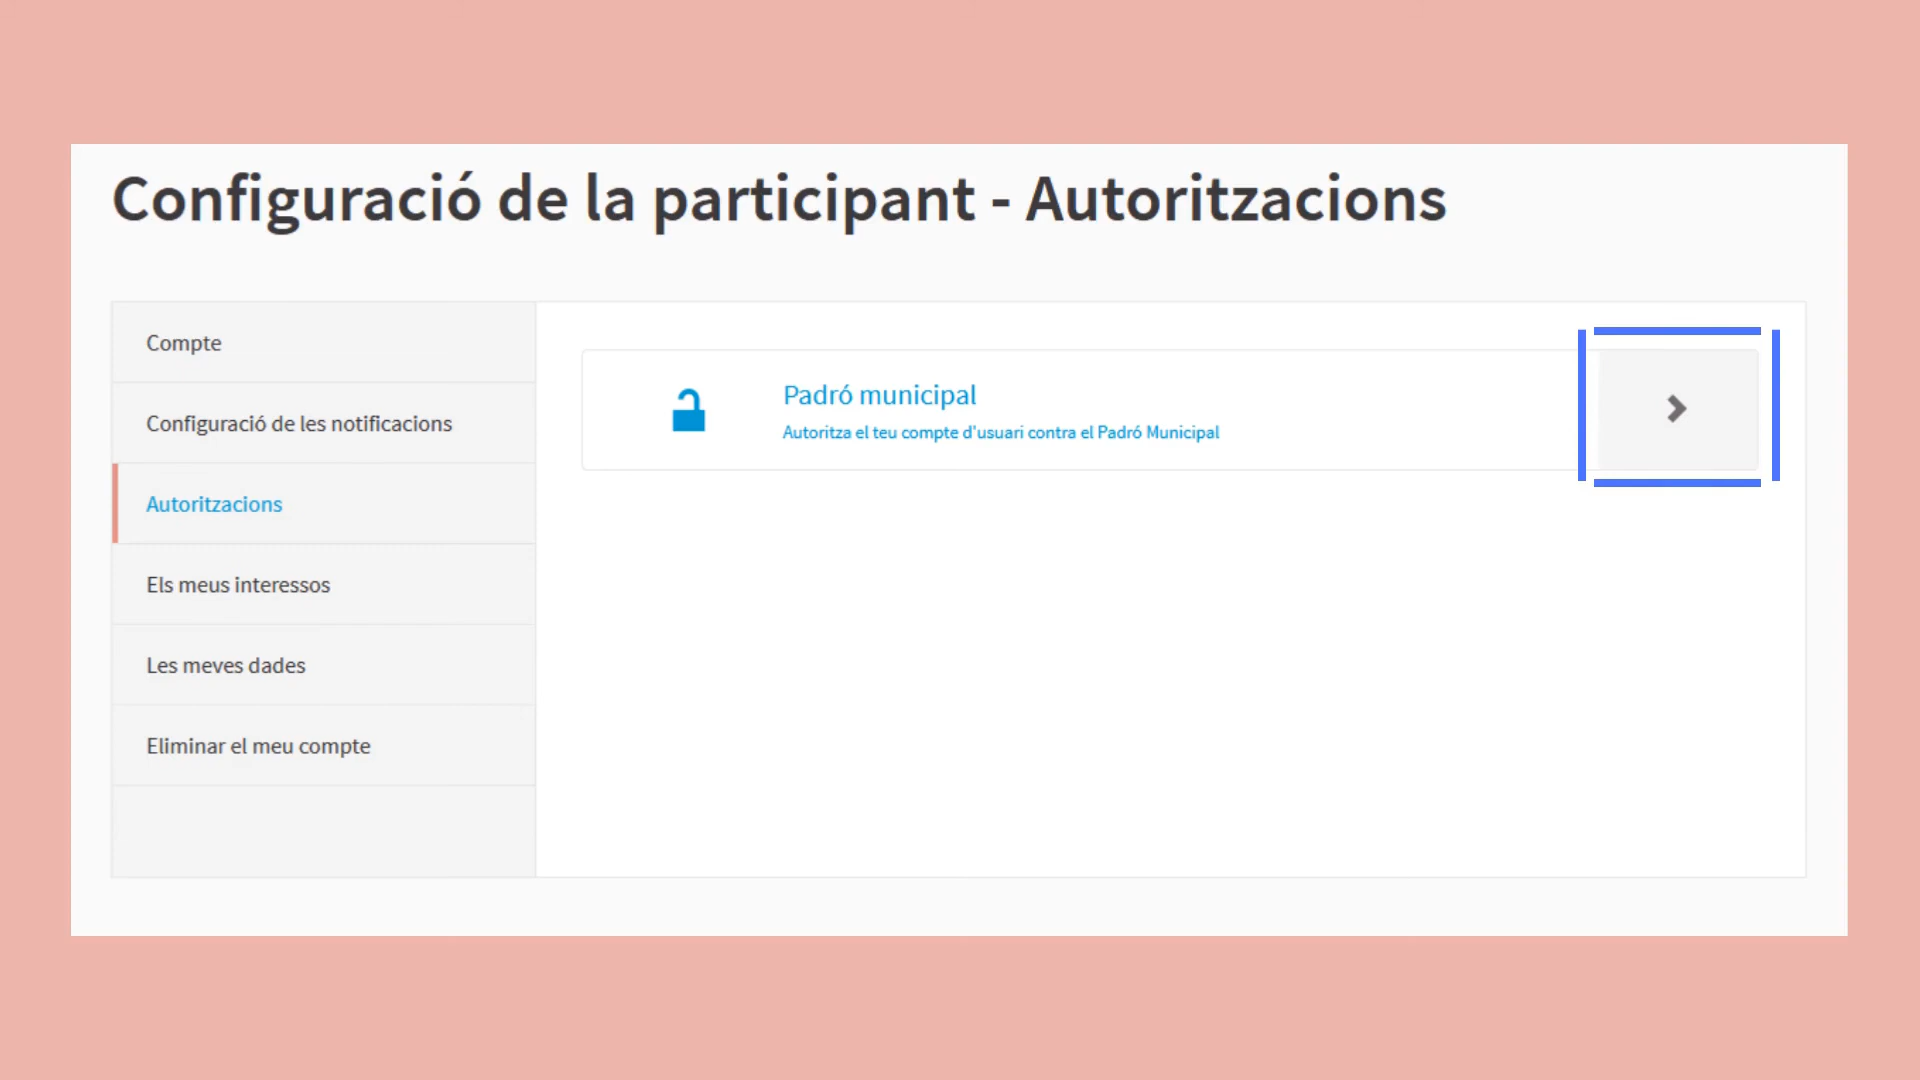 Configuració de la participant - Autoritzacions
Compte
Configuració de les notificacions
Autoritzacions
Els meus interessos
Les meves dades
Eliminar el meu compte
Padró municipal
Autoritza el teu compte d'usuari contra el Padró Municipal